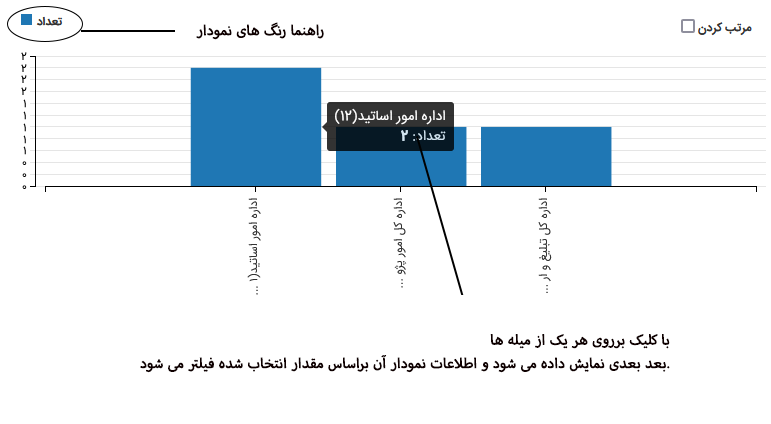 تعداد
راهنما رنگ های نمودار
مرتب کردن
۲
۲
۲
۲
۱
۱
۱
۱
۱
۰
۰
۰
اداره امور اساتید(12)
تعداد: 2
اداره امور اساتید(۱ ...
اداره کل امور پژو ...
اداره کل تبلیغ و ار ...
با کلیک برروی هر یک از میله ها
بعد بعدی نمایش داده می شود و اطلاعات نمودار آن براساس مقدار انتخاب شده فیلتر می شود.